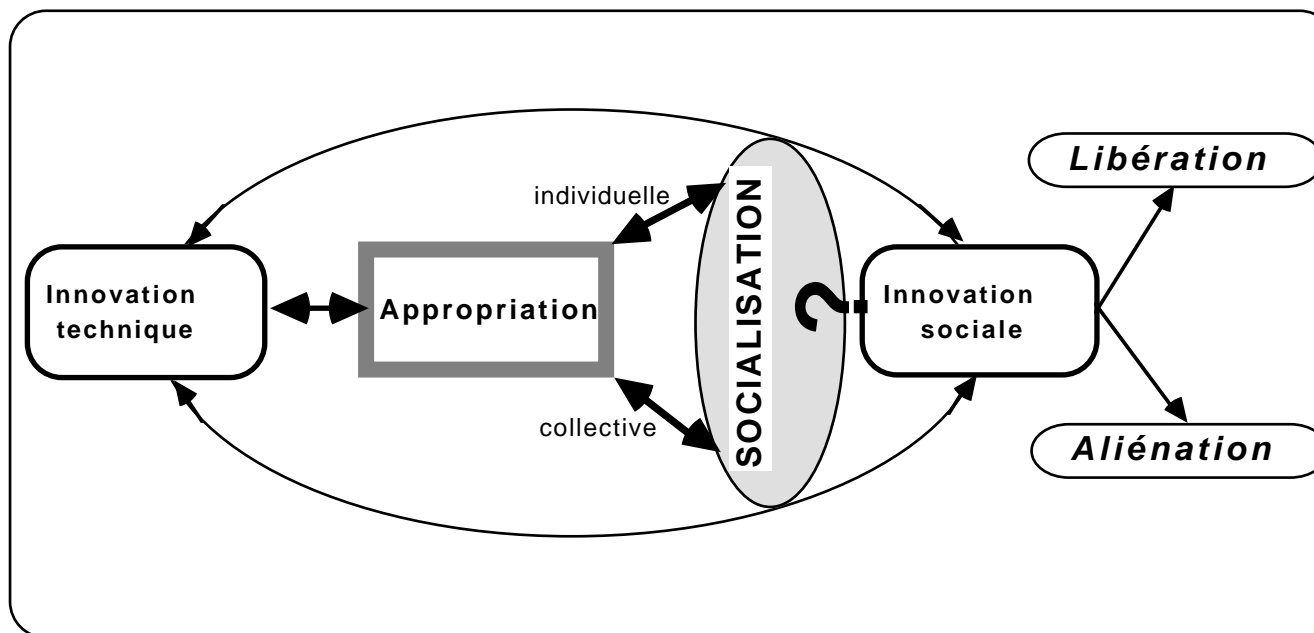 Libération
individuelle
SOCIALISATION
Innovation
technique
Appropriation
?
Innovation
sociale
collective
Aliénation